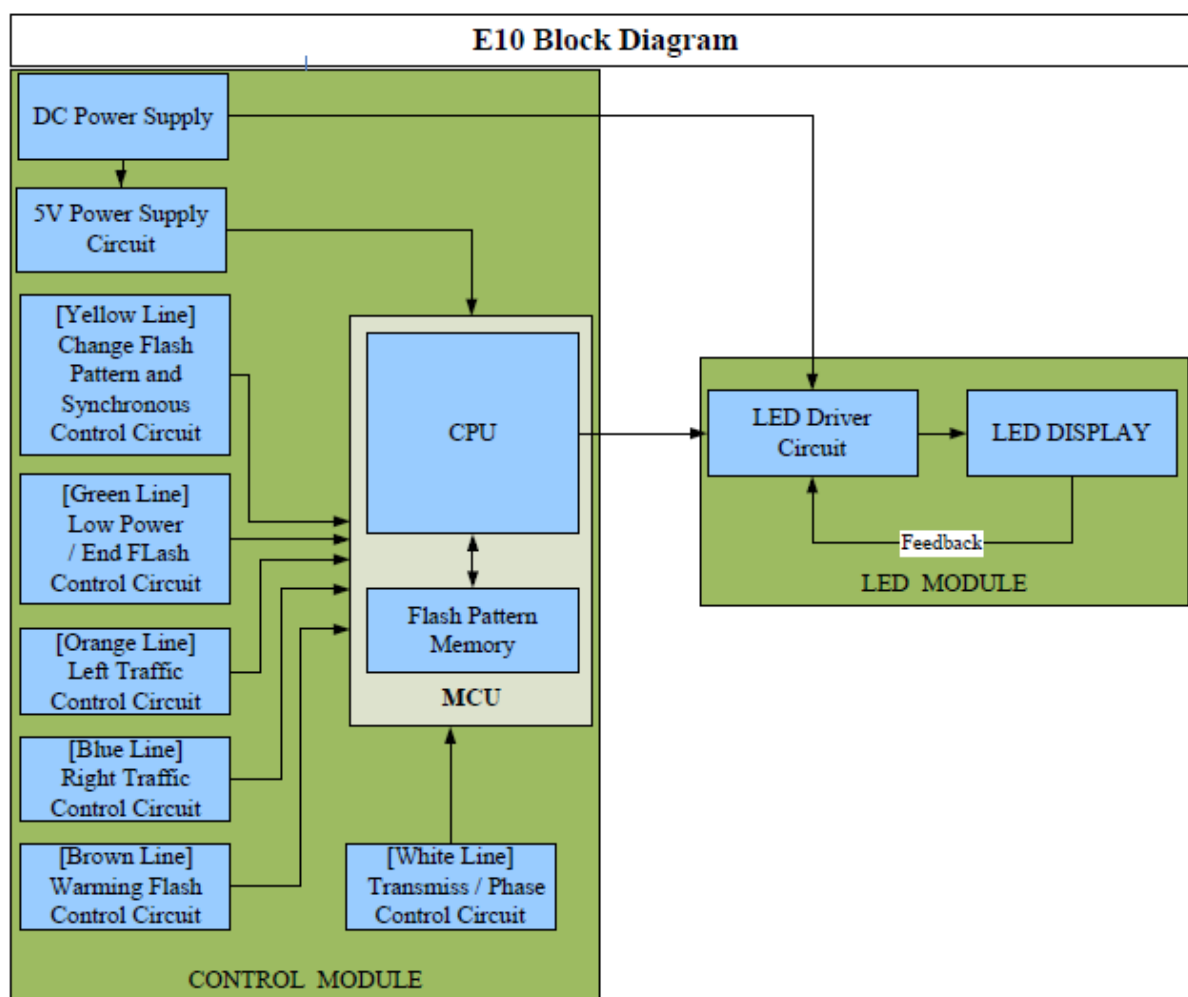 E10 Block Diagram
DC Power Supply
5V Power Supply
Circuit
[Yellow Line]
Change Flash
Pattern and
Synchronous
Control Circuit
[Green Line]
Low Power
/ End FLash
Control Circuit
[Orange Line]
Left Traffic
Control Circuit
[Blue Line]
Right Traffic
Control Circuit
[Brown Line]
Warming Flash
Control Circuit
CPU
Flash Pattern
Memory
MCU
[White Line]
Transmiss / Phase
Control Circuit
CONTROL MODULE
LED Driver
Circuit
LED DISPLAY
Feedback
LED MODULE